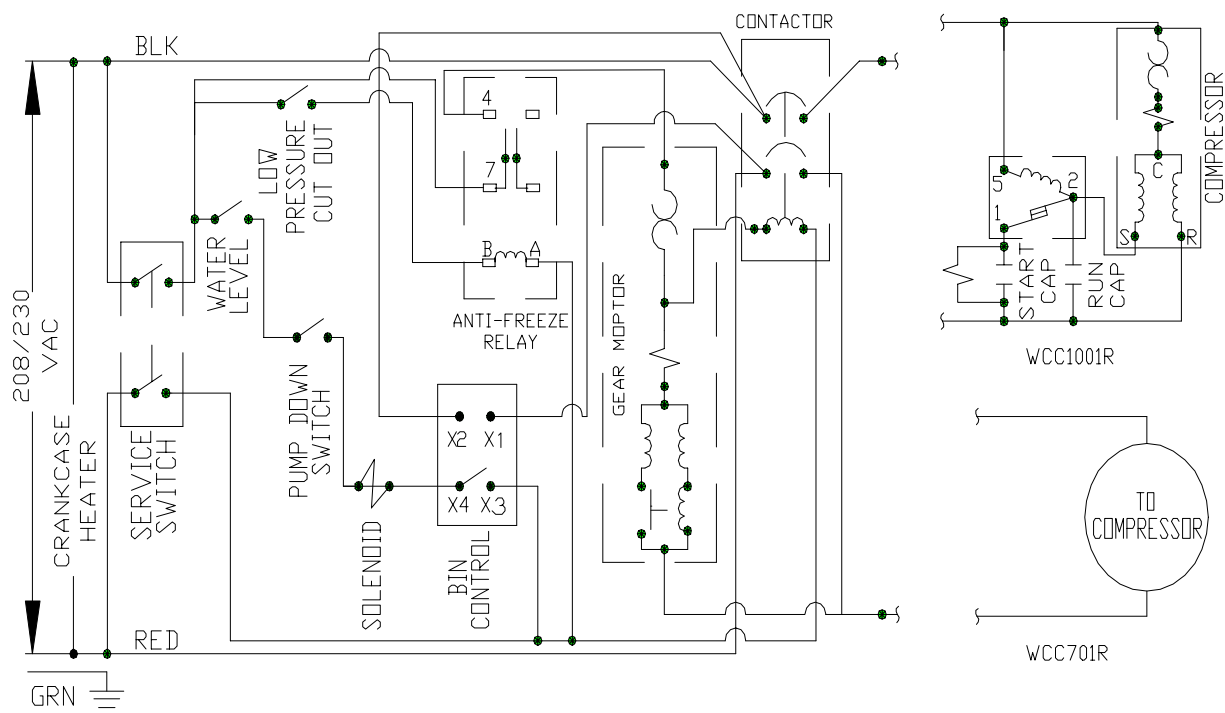 CONTACTOR
BLK
4
LOW
PRESSURE
CUT OUT
7
WATER
LEVEL
B A
ANTI-FREEZE
RELAY
208/230
VAC
CRANKCASE
HEATER
SERVICE
SWITCH
PUMP DOWN
SWITCH
SOLENOID
X2 X1
X4 X3
BIN
CONTROL
GEAR MOPTOR
RED
GRN
COMPRESSOR
C
S R
5 2
1
START
CAP
RUN
CAP
WCC1001R
TO
COMPRESSOR
WCC701R